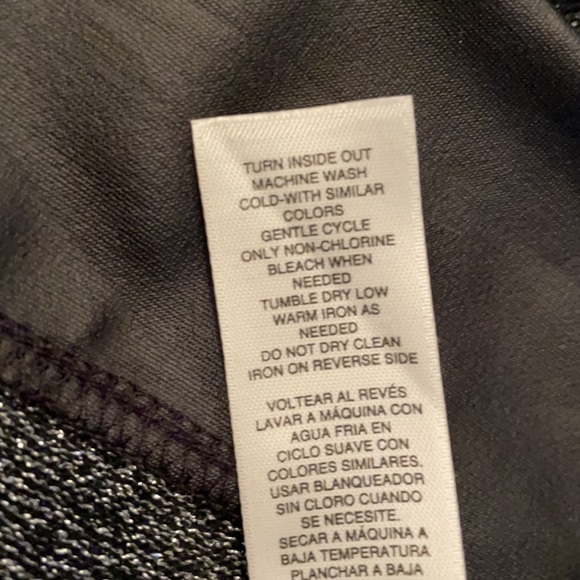 TURN INSIDE OUT
MACHINE WASH
COLD-WITH SIMILAR
COLORS
GENTLE CYCLE
ONLY NON-CHLORINE
BLEACH WHEN
NEEDED
TUMBLE DRY LOW
WARM IRON AS
NEEDED
DO NOT DRY CLEAN
IRON ON REVERSE SIDE
VOLTEAR AL REVÉS
LAVAR A MÁQUINA CON
AGUA FRIA EN
CICLO SUAVE CON
COLORES SIMILARES.
USAR BLANQUEADOR
SIN CLORO CUANDO
SE NECESITE.
SECAR A MÁQUINA A
BAJA TEMPERATURA
PLANCHAR A BAJA